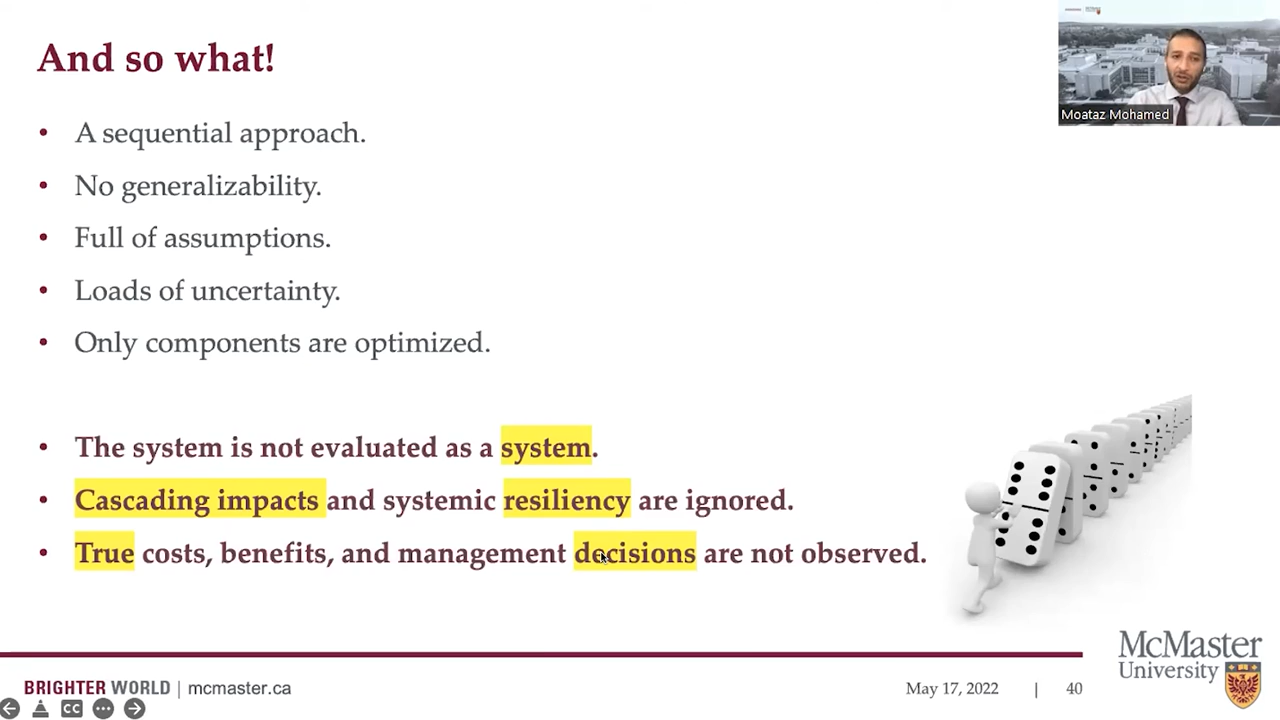 And so what!
• A sequential approach.
• No generalizability.
• Full of assumptions.
• Loads of uncertainty.
• Only components are optimized.
• The system is not evaluated as a system.
• Cascading impacts and systemic resiliency are ignored.
• True costs, benefits, and management decisions are not observed.
Moataz Mohamed
BRIGHTER WORLD | mcmaster.ca
May 17, 2022 | 40
McMaster
University
CC